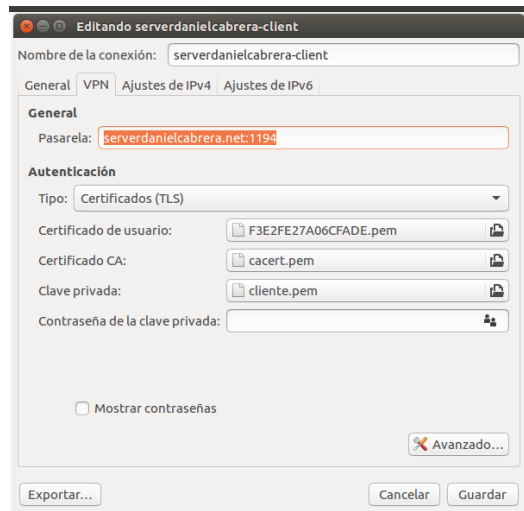 Editando serverdanielcabrera-client
Nombre de la conexión: serverdanielcabrera-client
General VPN Ajustes de IPv4 Ajustes de IPv6
General
Pasarela: serverdanielcabrera.net:1194
Autenticación
Tipo: Certificados (TLS)
Certificado de usuario: F3E2FE27A06CFADE.pem
Certificado CA: cacert.pem
Clave privada: cliente.pem
Contraseña de la clave privada:
Mostrar contraseñas
Avanzado...
Exportar... Cancelar Guardar